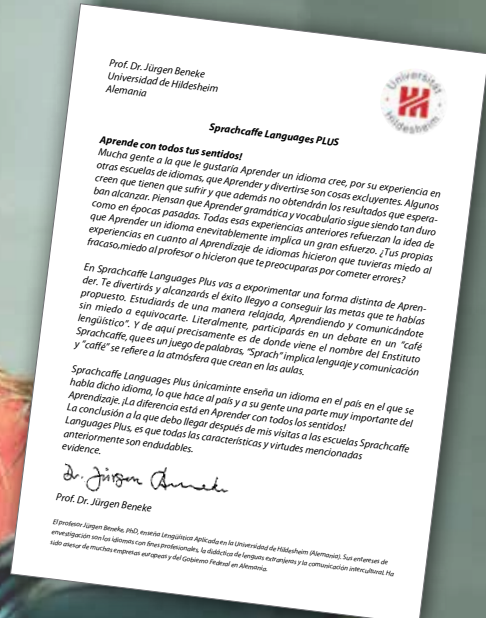 Prof. Dr. Jürgen Beneke
Universidad de Hildesheim
Alemania
Universität
Hildesheim
Sprachcaffe Languages PLUS
Aprende con todos tus sentidos!
Mucha gente a la que le gustaría Aprender un idioma cree, por su experiencia en
otras escuelas de idiomas, que Aprender y divertirse son cosas excluyentes. Algunos
creen que tienen que sufrir y que además no obtendrán los resultados que espera-
ban alcanzar. Piensan que Aprender gramática y vocabulario sigue siendo tan duro
como en épocas pasadas. Todas esas experiencias anteriores refuerzan la idea de
que Aprender un idioma enevitablemente implica un gran esfuerzo. ¿Tus propias
experiencias en cuanto al Aprendizaje de idiomas hicieron que tuvieras miedo al
fracaso,miedo al profesor o hicieron que te preocuparas por cometer errores?
En Sprachcaffe Languages Plus vas a exporimentar una forma distinta de Apren-
der. Te divertirás y alcanzarás el éxito llegyo a conseguir las metas que te habías
propuesto. Estudiarás de una manera relajada, Aprendiendo y comunicándote
sin miedo a equivocarte. Literalmente, participarás en un debate en un "café
lengüístico". Y de aquí precisamente es de donde viene el nombre del Enstituto
Sprachcaffe, que es un juego de palabras, "Sprach" implica lenguaje y comunicación
y "caffé" se refiere a la atmósfera que crean en las aulas.
Sprachcaffe Languages Plus únicaminte enseña un idioma en el país en el que se
habla dicho idioma, lo que hace al país y a su gente una parte muy importante del
Aprendizaje. ¡La diferencia está en Aprender con todos los sentidos!
La conclusión a la que debo llegar después de mis visitas a las escuelas Sprachcaffe
Languages Plus, es que todas las características y virtudes mencionadas
anteriormente son endudables.
evidence.
Dr. Jürgen Beneke
Prof. Dr. Jürgen Beneke
El profesor Jürgen Beneke, PhD, enseña Lengüística Aplicada en la Universidad de Hildesheim (Alemania). Sus entereses de
envestigación son los idiomas con fines profesionales, la didáctica de lenguas extranjeras y la comunicación intercultural. Ha
sido asesor de muchas empresas europeas y del Gobierno Federal en Alemania.